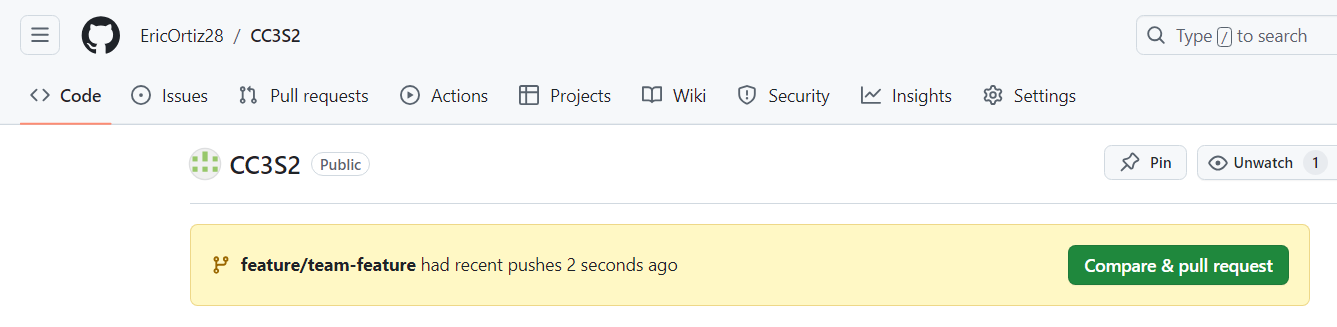 EricOrtiz28 / CC3S2
Type / to search
Code Issues Pull requests Actions Projects Wiki Security Insights Settings
CC3S2 Public Pin Unwatch 1
feature/team-feature had recent pushes 2 seconds ago Compare & pull request